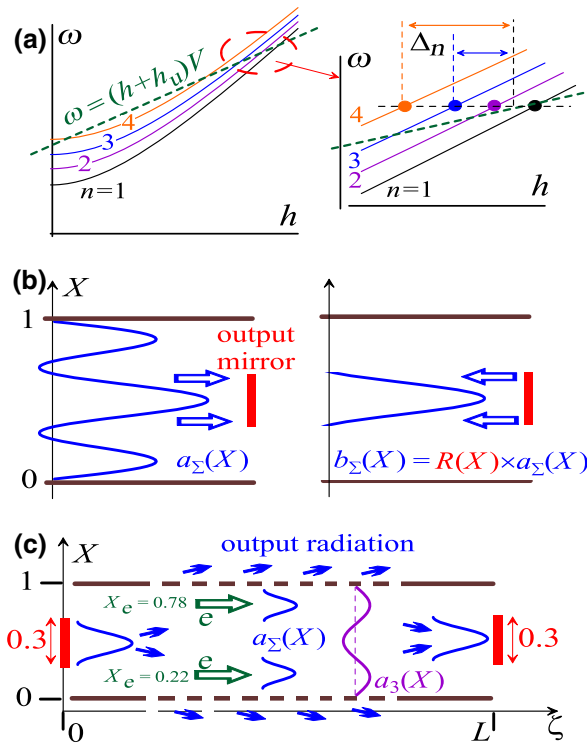 (a)
ω
ω = (h+h_u)V
4
3
2
n=1
h
ω
Δ_n
4
3
2
n=1
h
(b)
X
1
output
mirror
a_Σ(X)
0
b_Σ(X) = R(X)×a_Σ(X)
(c)
output radiation
X
1
X_e=0.78
e
0.3
a_Σ(X)
0.3
e
X_e=0.22
a_3(X)
0
0
L
ζ